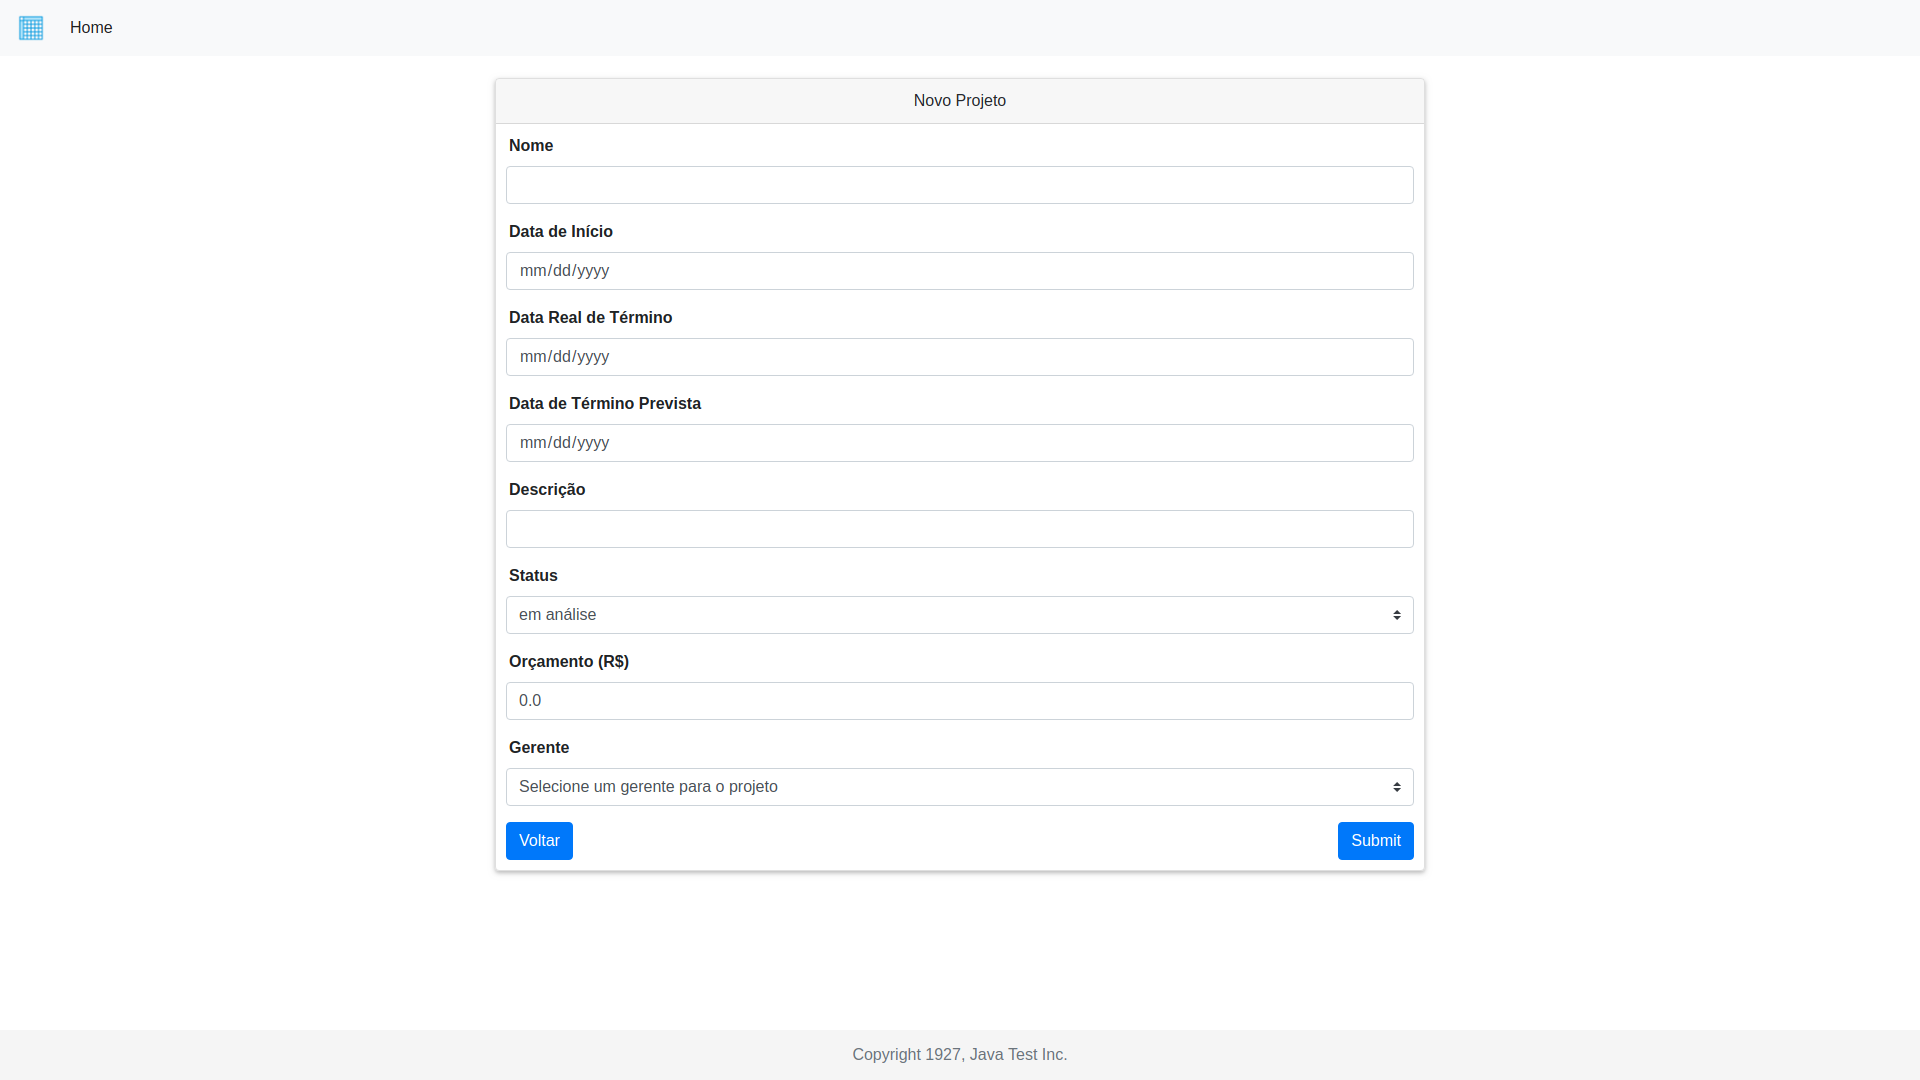 Home
Novo Projeto
Nome
Data de Início
mm/dd/yyyy
Data Real de Término
mm/dd/yyyy
Data de Término Prevista
mm/dd/yyyy
Descrição
Status
em análise
Orçamento (R$)
0.0
Gerente
Selecione um gerente para o projeto
Voltar
Submit
Copyright 1927, Java Test Inc.